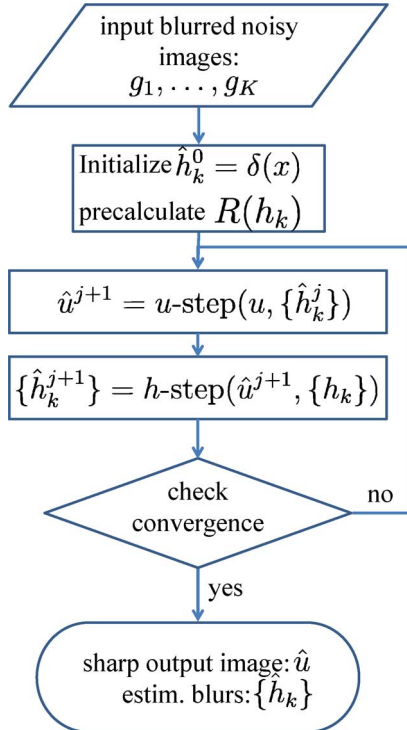 input blurred noisy
images:
g₁, . . . , g_K
Initialize ĥ_k^0 = δ(x)
precalculate R(h_k)
û^{j+1} = u-step(u, {ĥ_k^j})
{ĥ_k^{j+1}} = h-step(û^{j+1}, {h_k})
check
convergence
no
yes
sharp output image: û
estim. blurs: {ĥ_k}